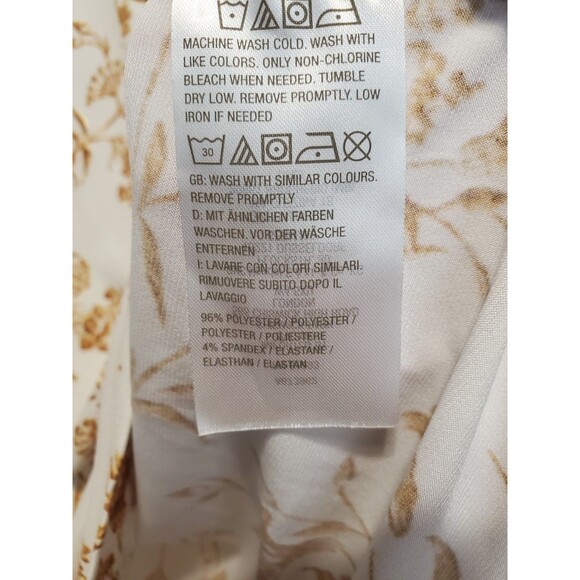 30
MACHINE WASH COLD. WASH WITH
LIKE COLORS. ONLY NON-CHLORINE
BLEACH WHEN NEEDED. TUMBLE
DRY LOW. REMOVE PROMPTLY. LOW
IRON IF NEEDED
30
GB: WASH WITH SIMILAR COLOURS.
REMOVE PROMPTLY
D: MIT ÄHNLICHEN FARBEN
WASCHEN. VOR DER WÄSCHE
ENTFERNEN
I: LAVARE CON COLORI SIMILARI.
RIMUOVERE SUBITO DOPO IL
LAVAGGIO
96% POLYESTER / POLYESTER /
POLYESTER / POLIESTERE
4% SPANDEX / ELASTANE /
ELASTHAN / ELASTAN